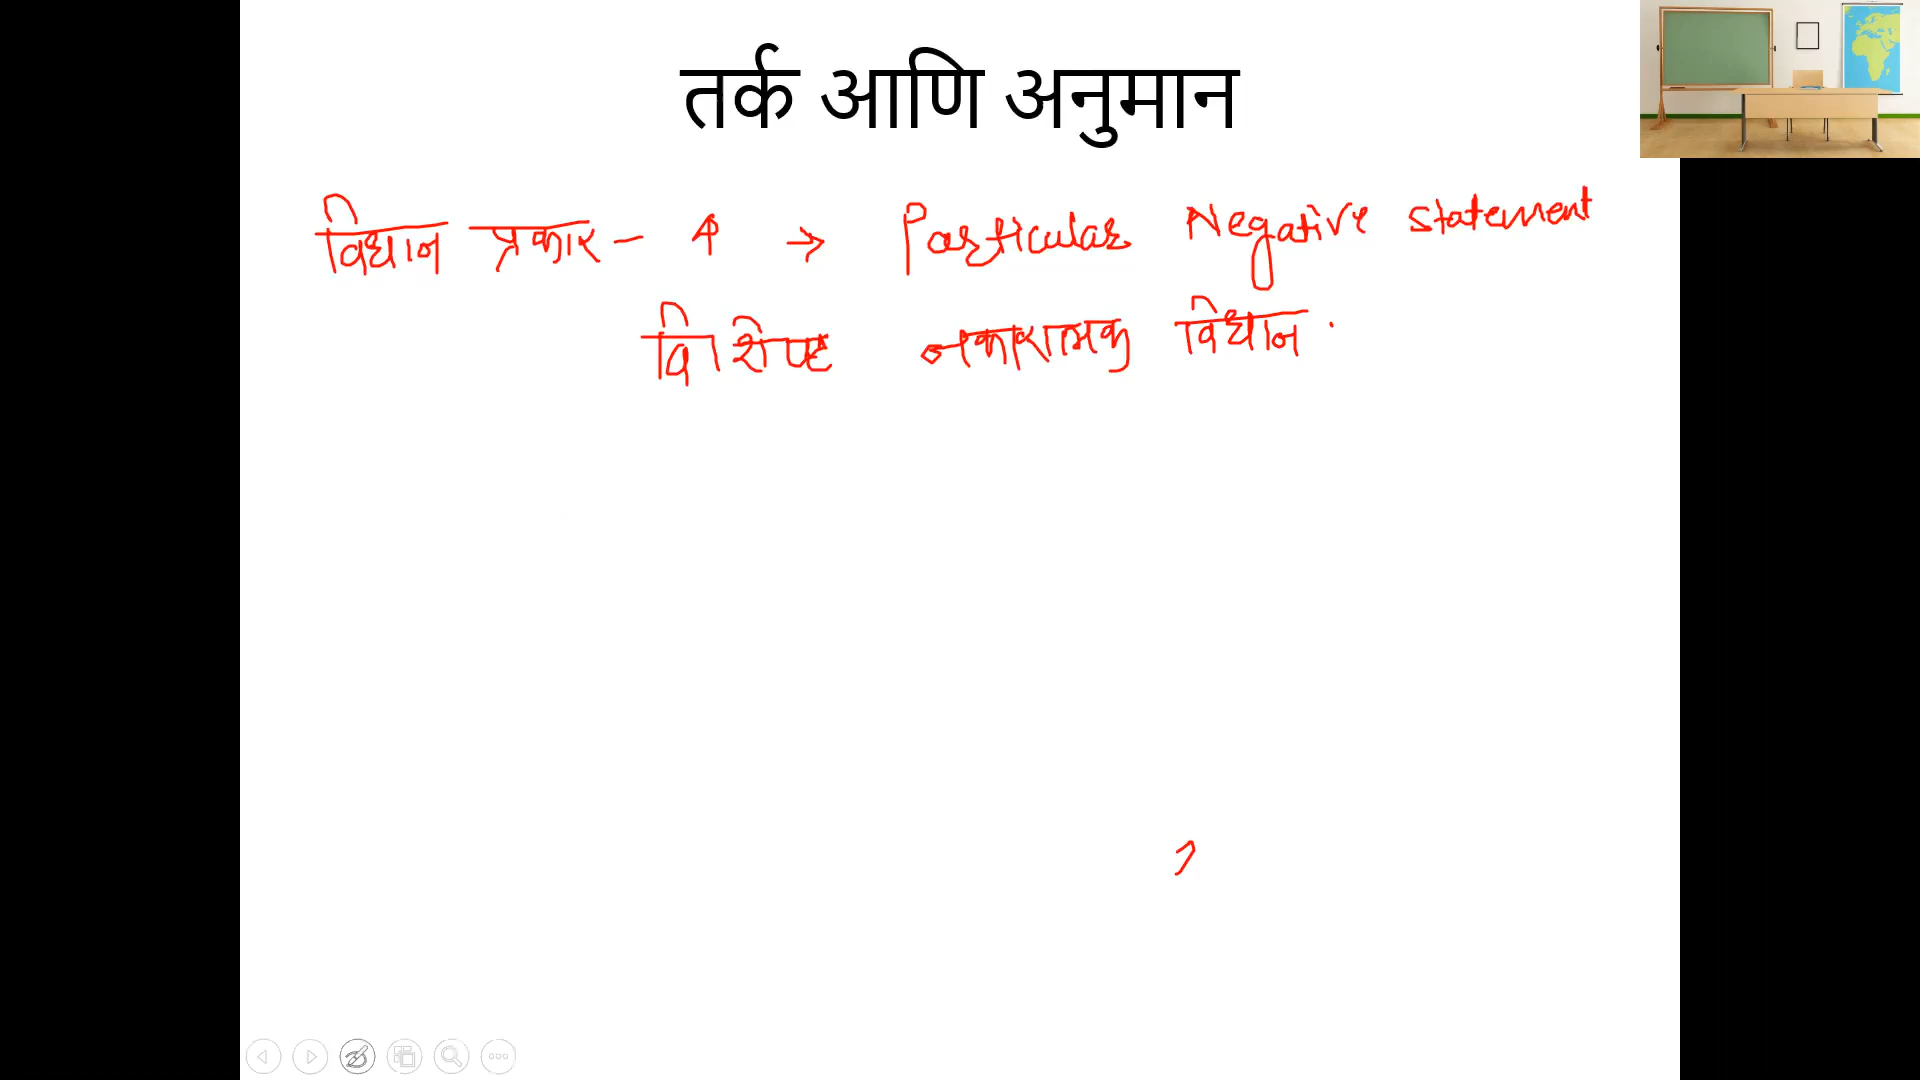 तर्क आणि अनुमान
विधान प्रकार - 4 → Particular Negative statement
विशिष्ट नकारात्मक विधान.